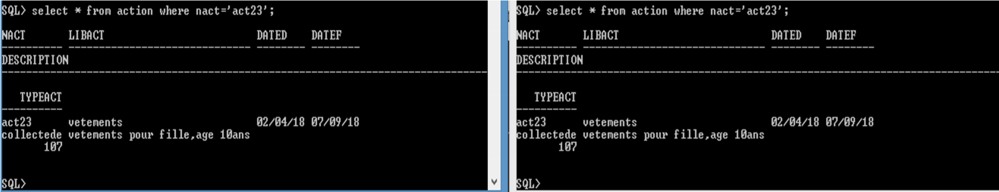 SQL> select * from action where nact='act23';
NACT LIBACT DATED DATEF
---------- ------------------------------ -------- --------
DESCRIPTION
--------------------------------------------------------------------------------
TYPEACT
----------
act23 vetements 02/04/18 07/09/18
collectede vetements pour fille,age 10ans
107
SQL>
SQL> select * from action where nact='act23';
NACT LIBACT DATED DATEF
---------- ------------------------------ -------- --------
DESCRIPTION
--------------------------------------------------------------------------------
TYPEACT
----------
act23 vetements 02/04/18 07/09/18
collectede vetements pour fille,age 10ans
107
SQL>